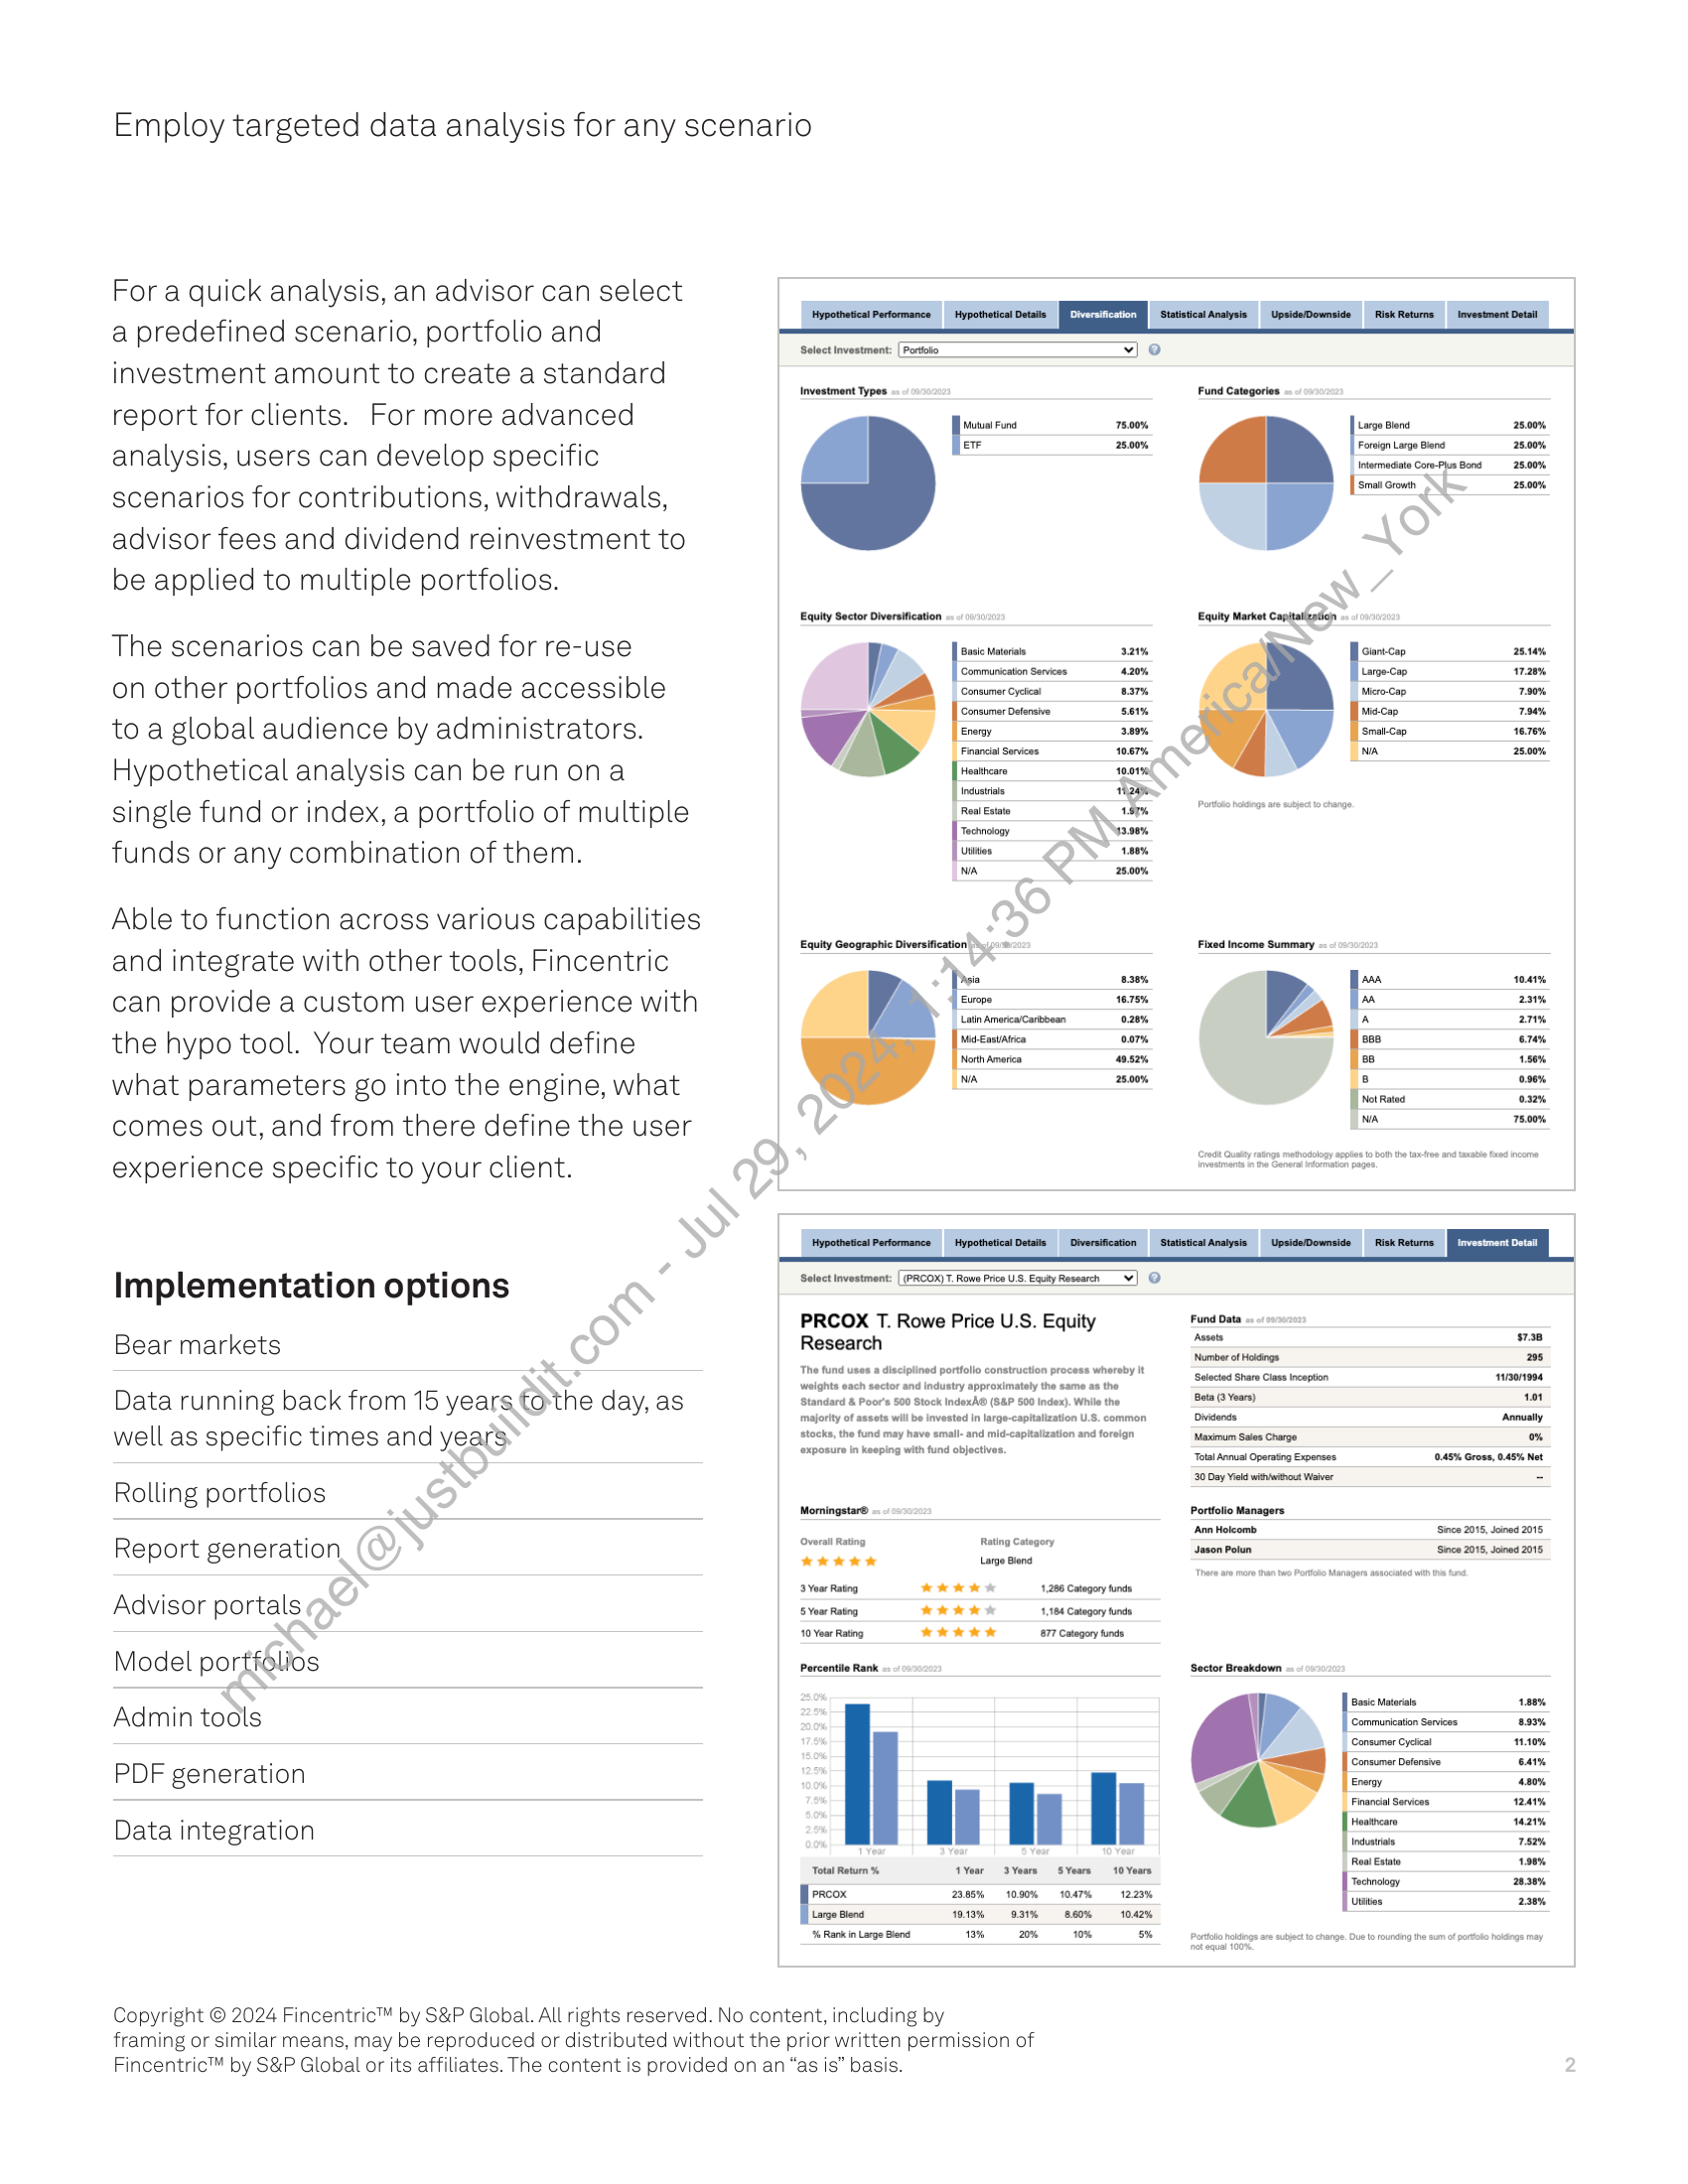 Employ targeted data analysis for any scenario
For a quick analysis, an advisor can select
a predefined scenario, portfolio and
investment amount to create a standard
report for clients.   For more advanced
analysis, users can develop specific
scenarios for contributions, withdrawals,
advisor fees and dividend reinvestment to
be applied to multiple portfolios.
The scenarios can be saved for re-use
on other portfolios and made accessible
to a global audience by administrators.
Hypothetical analysis can be run on a
single fund or index, a portfolio of multiple
funds or any combination of them.
Able to function across various capabilities
and integrate with other tools, Fincentric
can provide a custom user experience with
the hypo tool.  Your team would define
what parameters go into the engine, what
comes out, and from there define the user
experience specific to your client.
Implementation options
Bear markets
Data running back from 15 years to the day, as
well as specific times and years
Rolling portfolios
Report generation
Advisor portals
Model portfolios
Admin tools
PDF generation
Data integration
Hypothetical Performance Hypothetical Details Diversification Statistical Analysis Upside/Downside Risk Returns Investment Detail
Select Investment: Portfolio ?
Investment Types as of 09/30/2023
Mutual Fund 75.00%
ETF 25.00%
Fund Categories as of 09/30/2023
Large Blend 25.00%
Foreign Large Blend 25.00%
Intermediate Core-Plus Bond 25.00%
Small Growth 25.00%
Equity Sector Diversification as of 09/30/2023
Basic Materials 3.21%
Communication Services 4.20%
Consumer Cyclical 8.37%
Consumer Defensive 5.61%
Energy 3.89%
Financial Services 10.67%
Healthcare 10.01%
Industrials 11.24%
Real Estate 1.97%
Technology 13.98%
Utilities 1.88%
N/A 25.00%
Equity Market Capitalization as of 09/30/2023
Giant-Cap 25.14%
Large-Cap 17.28%
Micro-Cap 7.90%
Mid-Cap 7.94%
Small-Cap 16.76%
N/A 25.00%
Portfolio holdings are subject to change.
Equity Geographic Diversification as of 09/30/2023
Asia 8.38%
Europe 16.75%
Latin America/Caribbean 0.28%
Mid-East/Africa 0.07%
North America 49.52%
N/A 25.00%
Fixed Income Summary as of 09/30/2023
AAA 10.41%
AA 2.31%
A 2.71%
BBB 6.74%
BB 1.56%
B 0.96%
Not Rated 0.32%
N/A 75.00%
Credit Quality ratings methodology applies to both the tax-free and taxable fixed income
investments in the General Information pages.
Hypothetical Performance Hypothetical Details Diversification Statistical Analysis Upside/Downside Risk Returns Investment Detail
Select Investment: (PRCOX) T. Rowe Price U.S. Equity Research ?
PRCOX T. Rowe Price U.S. Equity
Research
The fund uses a disciplined portfolio construction process whereby it
weights each sector and industry approximately the same as the
Standard & Poor's 500 Stock IndexÂ® (S&P 500 Index). While the
majority of assets will be invested in large-capitalization U.S. common
stocks, the fund may have small- and mid-capitalization and foreign
exposure in keeping with fund objectives.
Fund Data as of 09/30/2023
Assets $7.3B
Number of Holdings 295
Selected Share Class Inception 11/30/1994
Beta (3 Years) 1.01
Dividends Annually
Maximum Sales Charge 0%
Total Annual Operating Expenses 0.45% Gross, 0.45% Net
30 Day Yield with/without Waiver --
Morningstar® as of 09/30/2023
Overall Rating Rating Category
Large Blend
3 Year Rating 1,286 Category funds
5 Year Rating 1,184 Category funds
10 Year Rating 877 Category funds
Portfolio Managers
Ann Holcomb Since 2015, Joined 2015
Jason Polun Since 2015, Joined 2015
There are more than two Portfolio Managers associated with this fund.
Percentile Rank as of 09/30/2023
25.0%
22.5%
20.0%
17.5%
15.0%
12.5%
10.0%
7.5%
5.0%
2.5%
0.0%
1 Year 3 Year 5 Year 10 Year
Total Return % 1 Year 3 Years 5 Years 10 Years
PRCOX 23.85% 10.90% 10.47% 12.23%
Large Blend 19.13% 9.31% 8.60% 10.42%
% Rank in Large Blend 13% 20% 10% 5%
Sector Breakdown as of 09/30/2023
Basic Materials 1.88%
Communication Services 8.93%
Consumer Cyclical 11.10%
Consumer Defensive 6.41%
Energy 4.80%
Financial Services 12.41%
Healthcare 14.21%
Industrials 7.52%
Real Estate 1.98%
Technology 28.38%
Utilities 2.38%
Portfolio holdings are subject to change. Due to rounding the sum of portfolio holdings may
not equal 100%.
michael@justbuildit.com - Jul 29, 2024, 1:14:36 PM America/New_York
Copyright © 2024 Fincentric™ by S&P Global. All rights reserved. No content, including by
framing or similar means, may be reproduced or distributed without the prior written permission of
Fincentric™ by S&P Global or its affiliates. The content is provided on an “as is” basis.
2